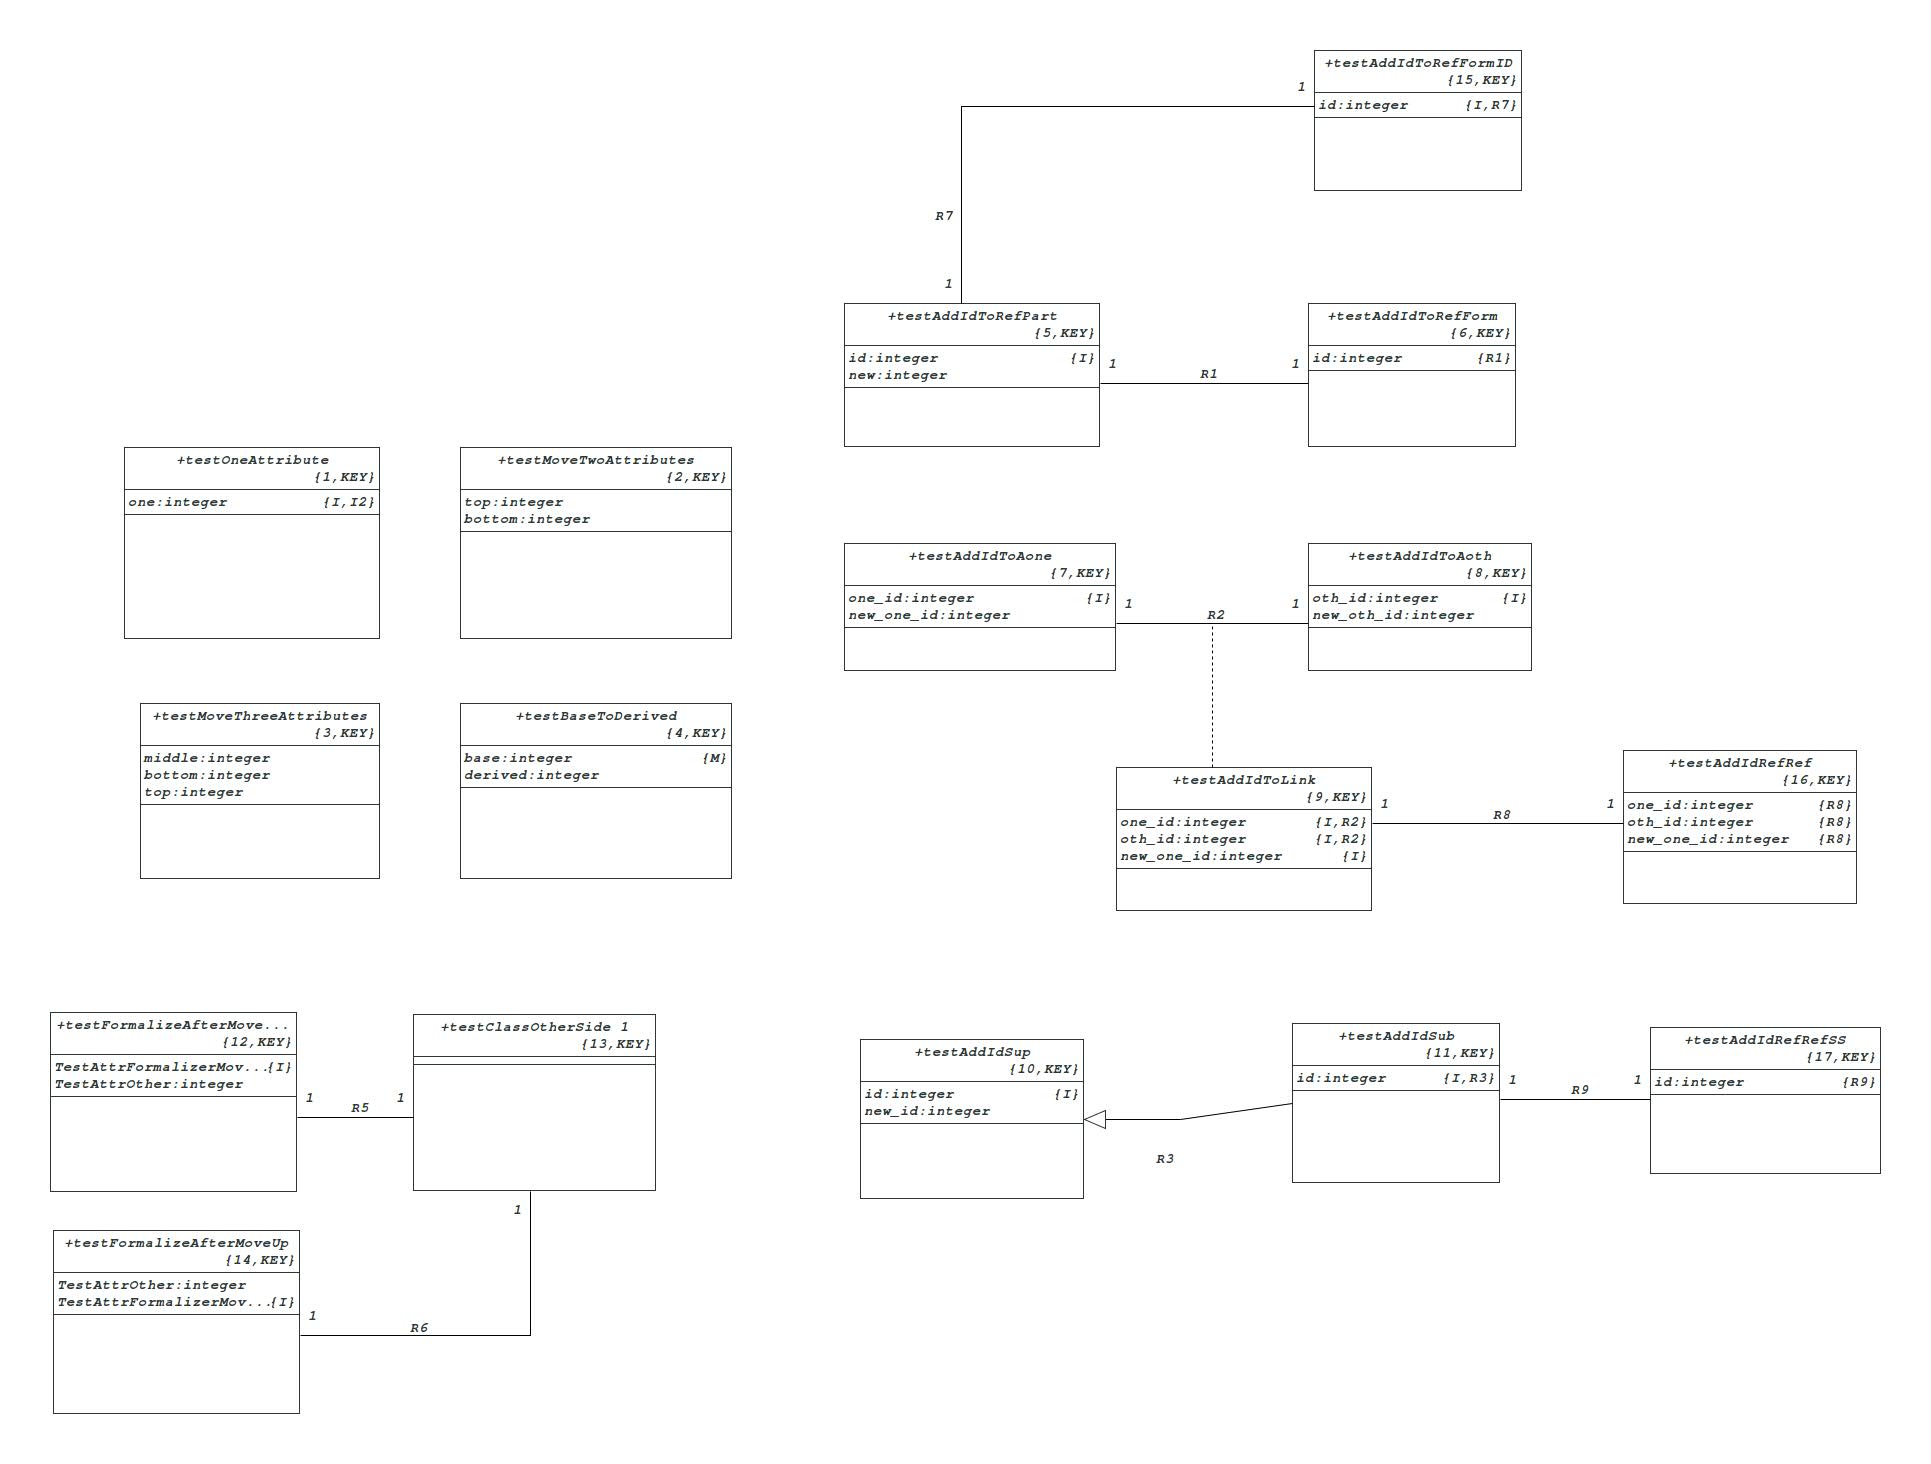 +testAddIdToRefFormID
{15,KEY}
id:integer {I,R7}
1
R7
1
+testAddIdToRefPart
{5,KEY}
id:integer {I}
new:integer
1
R1
1
+testAddIdToRefForm
{6,KEY}
id:integer {R1}
+testOneAttribute
{1,KEY}
one:integer {I,I2}
+testMoveTwoAttributes
{2,KEY}
top:integer
bottom:integer
+testAddIdToAone
{7,KEY}
one_id:integer {I}
new_one_id:integer
1
R2
1
+testAddIdToAoth
{8,KEY}
oth_id:integer {I}
new_oth_id:integer
+testMoveThreeAttributes
{3,KEY}
middle:integer
bottom:integer
top:integer
+testBaseToDerived
{4,KEY}
base:integer {M}
derived:integer
+testAddIdToLink
{9,KEY}
one_id:integer {I,R2}
oth_id:integer {I,R2}
new_one_id:integer {I}
1
R8
1
+testAddIdRefRef
{16,KEY}
one_id:integer {R8}
oth_id:integer {R8}
new_one_id:integer {R8}
+testFormalizeAfterMove...
{12,KEY}
TestAttrFormalizerMov...{I}
TestAttrOther:integer
1
R5
1
+testClassOtherSide 1
{13,KEY}
1
+testAddIdSup
{10,KEY}
id:integer {I}
new_id:integer
R3
+testAddIdSub
{11,KEY}
id:integer {I,R3}
1
R9
1
+testAddIdRefRefSS
{17,KEY}
id:integer {R9}
+testFormalizeAfterMoveUp
{14,KEY}
TestAttrOther:integer
TestAttrFormalizerMov...{I}
1
R6